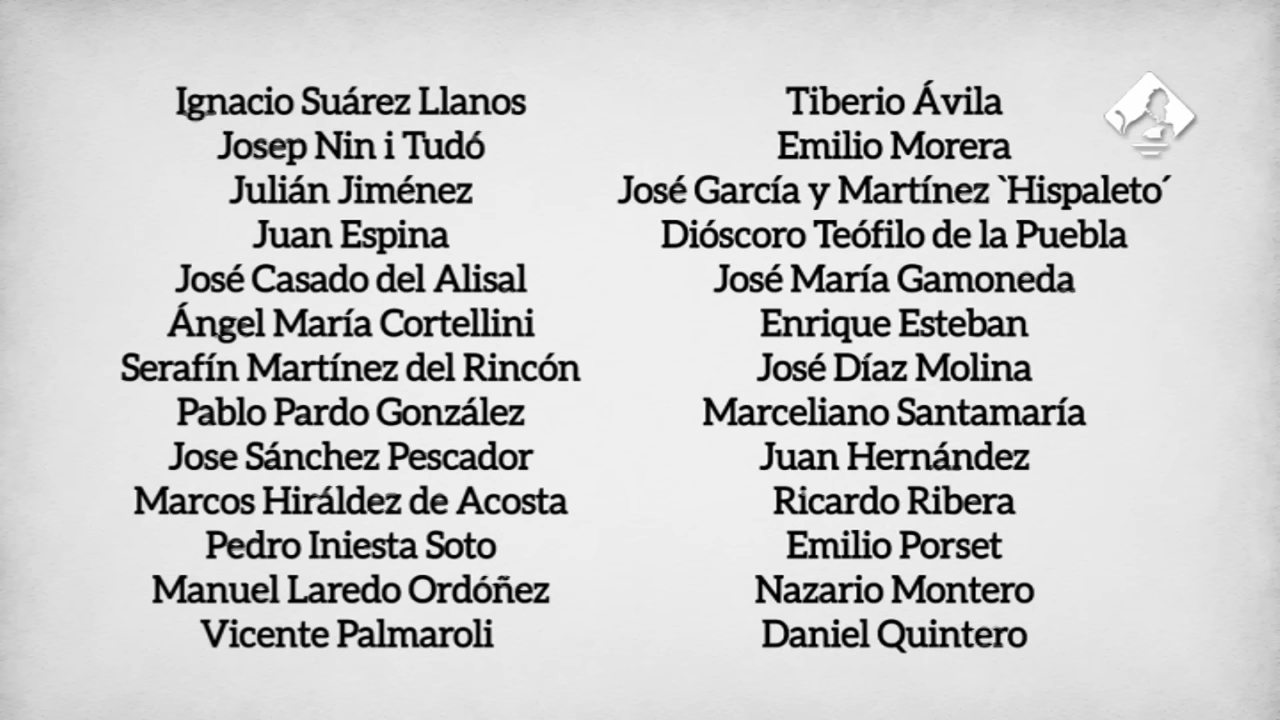 Ignacio Suárez Llanos
Josep Nin i Tudó
Julián Jiménez
Juan Espina
José Casado del Alisal
Ángel María Cortellini
Serafín Martínez del Rincón
Pablo Pardo González
Jose Sánchez Pescador
Marcos Hiráldez de Acosta
Pedro Iniesta Soto
Manuel Laredo Ordóñez
Vicente Palmaroli
Tiberio Ávila
Emilio Morera
José García y Martínez `Hispaleto´
Dióscoro Teófilo de la Puebla
José María Gamoneda
Enrique Esteban
José Díaz Molina
Marceliano Santamaría
Juan Hernández
Ricardo Ribera
Emilio Porset
Nazario Montero
Daniel Quintero